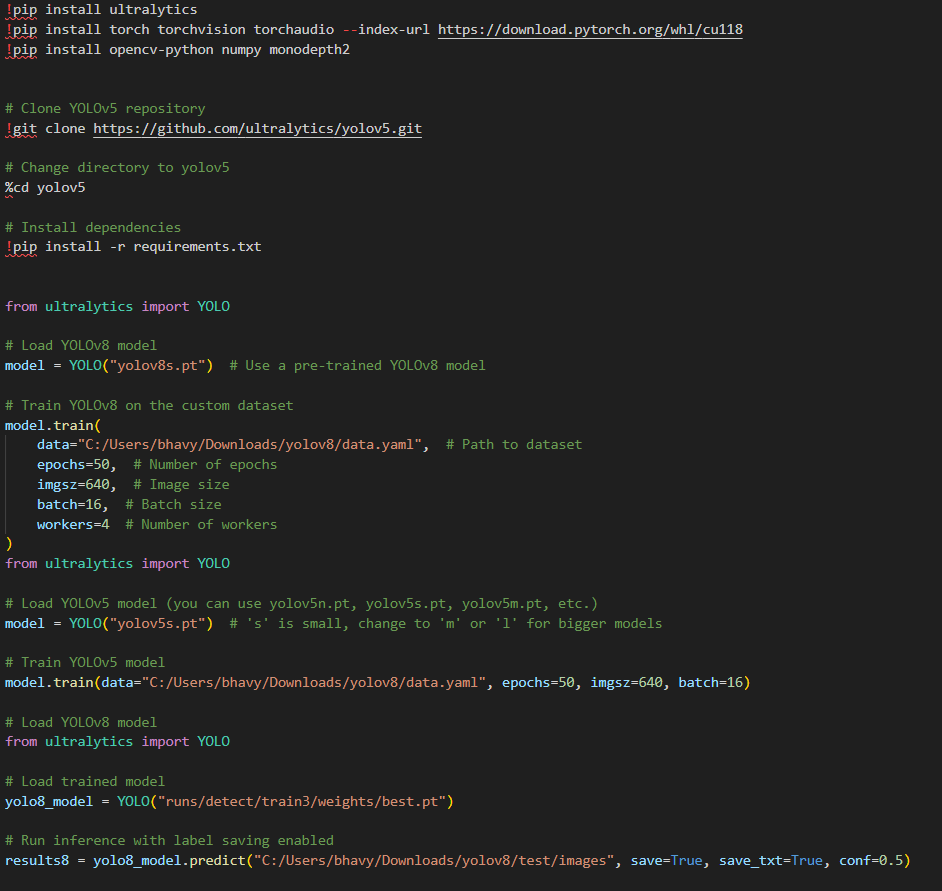 !pip install ultralytics
!pip install torch torchvision torchaudio --index-url https://download.pytorch.org/whl/cu118
!pip install opencv-python numpy monodepth2
# Clone YOLOv5 repository
!git clone https://github.com/ultralytics/yolov5.git
# Change directory to yolov5
%cd yolov5
# Install dependencies
!pip install -r requirements.txt
from ultralytics import YOLO
# Load YOLOv8 model
model = YOLO("yolov8s.pt")  # Use a pre-trained YOLOv8 model
# Train YOLOv8 on the custom dataset
model.train(
    data="C:/Users/bhavy/Downloads/yolov8/data.yaml",  # Path to dataset
    epochs=50,  # Number of epochs
    imgsz=640,  # Image size
    batch=16,  # Batch size
    workers=4  # Number of workers
)
from ultralytics import YOLO
# Load YOLOv5 model (you can use yolov5n.pt, yolov5s.pt, yolov5m.pt, etc.)
model = YOLO("yolov5s.pt")  # 's' is small, change to 'm' or 'l' for bigger models
# Train YOLOv5 model
model.train(data="C:/Users/bhavy/Downloads/yolov8/data.yaml", epochs=50, imgsz=640, batch=16)
# Load YOLOv8 model
from ultralytics import YOLO
# Load trained model
yolo8_model = YOLO("runs/detect/train3/weights/best.pt")
# Run inference with label saving enabled
results8 = yolo8_model.predict("C:/Users/bhavy/Downloads/yolov8/test/images", save=True, save_txt=True, conf=0.5)